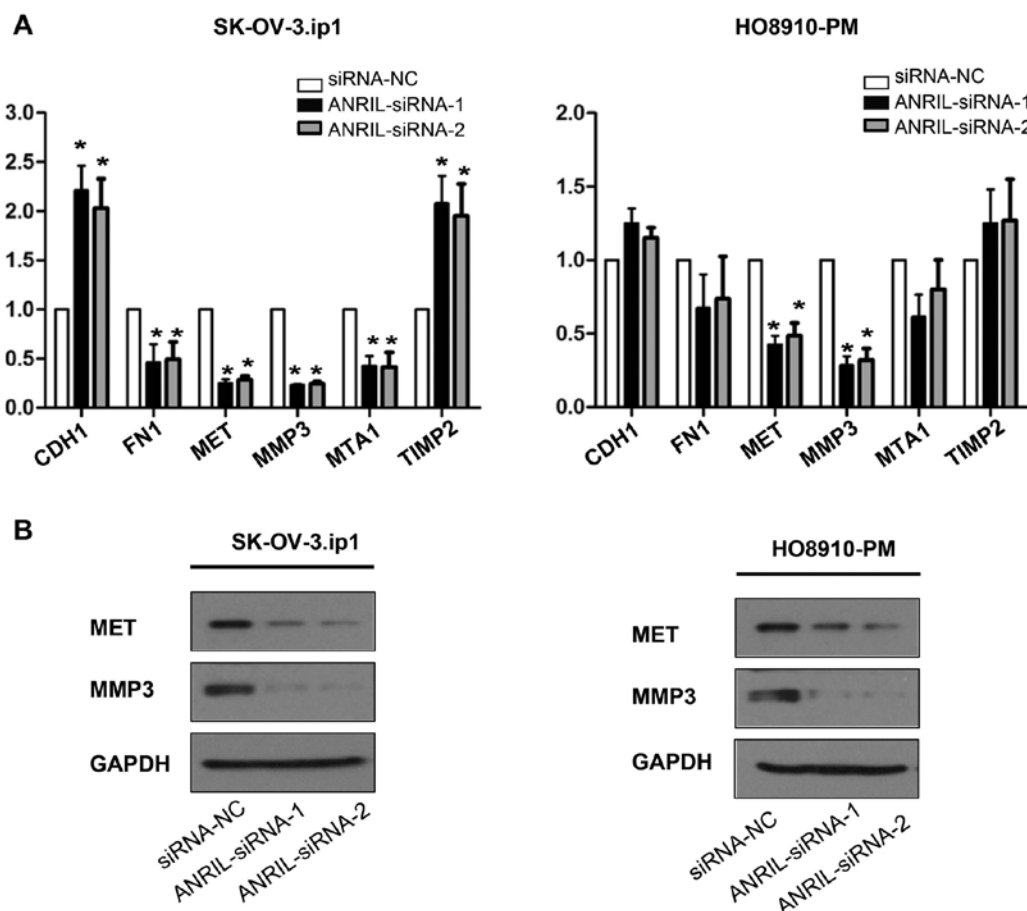 A
SK-OV-3.ip1
siRNA-NC
ANRIL-siRNA-1
ANRIL-siRNA-2
3.0
2.5
2.0
1.5
1.0
0.5
0.0
* * * * * * * * * * * *
CDH1 FN1 MET MMP3 MTA1 TIMP2
HO8910-PM
siRNA-NC
ANRIL-siRNA-1
ANRIL-siRNA-2
2.0
1.5
1.0
0.5
0.0
* * * *
CDH1 FN1 MET MMP3 MTA1 TIMP2
B
SK-OV-3.ip1
MET
MMP3
GAPDH
siRNA-NC ANRIL-siRNA-1 ANRIL-siRNA-2
HO8910-PM
MET
MMP3
GAPDH
siRNA-NC ANRIL-siRNA-1 ANRIL-siRNA-2